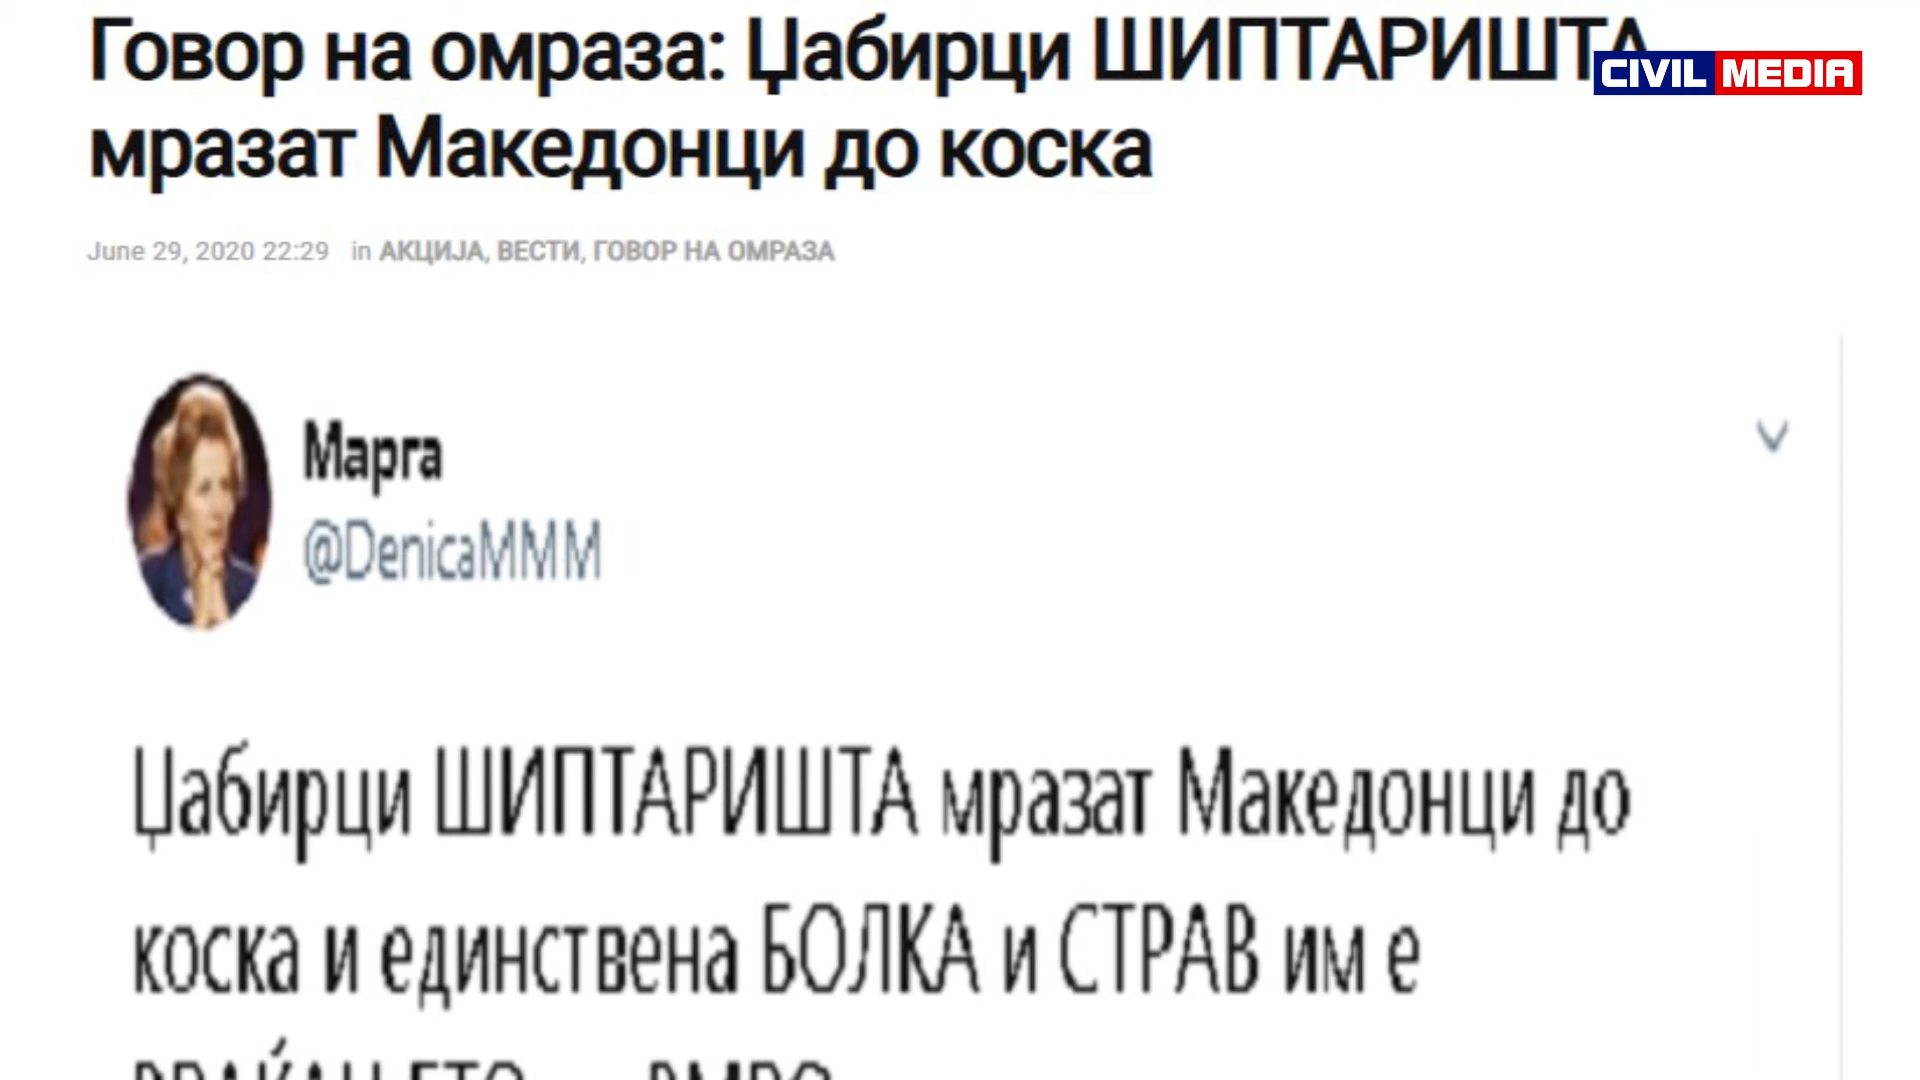 Говор на омраза: Џабирци ШИПТАРИШТА
CIVIL MEDIA
мразат Македонци до коска
June 29, 2020 22:29 in АКЦИЈА, ВЕСТИ, ГОВОР НА ОМРАЗА
Марга
@DenicaMMM
Џабирци ШИПТАРИШТА мразат Македонци до
коска и единствена БОЛКА и СТРАВ им е